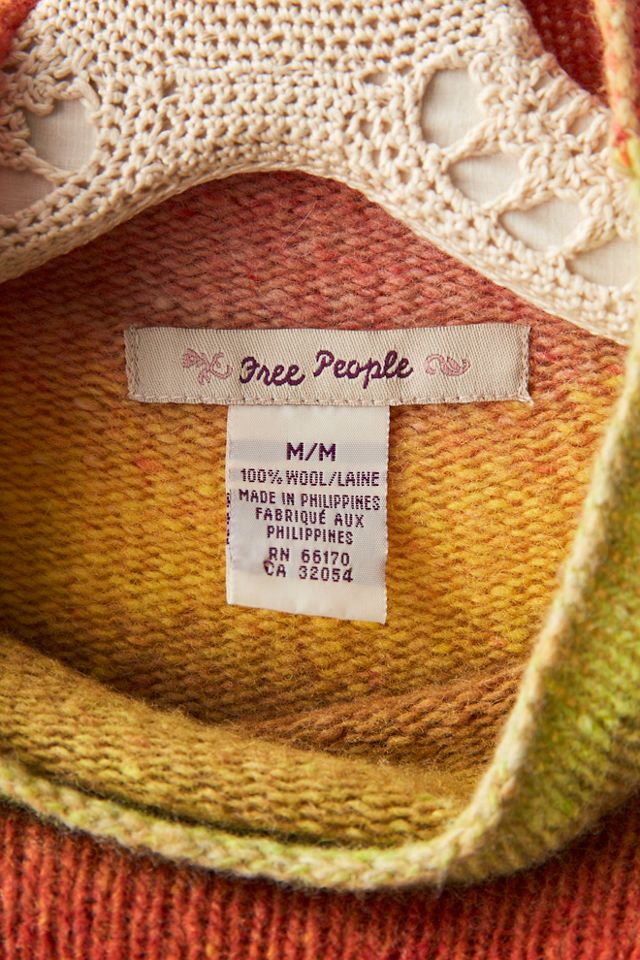 Free People
M/M
100% WOOL/LAINE
MADE IN PHILIPPINES
FABRIQUÉ AUX
PHILIPPINES
RN 66170
CA 32054